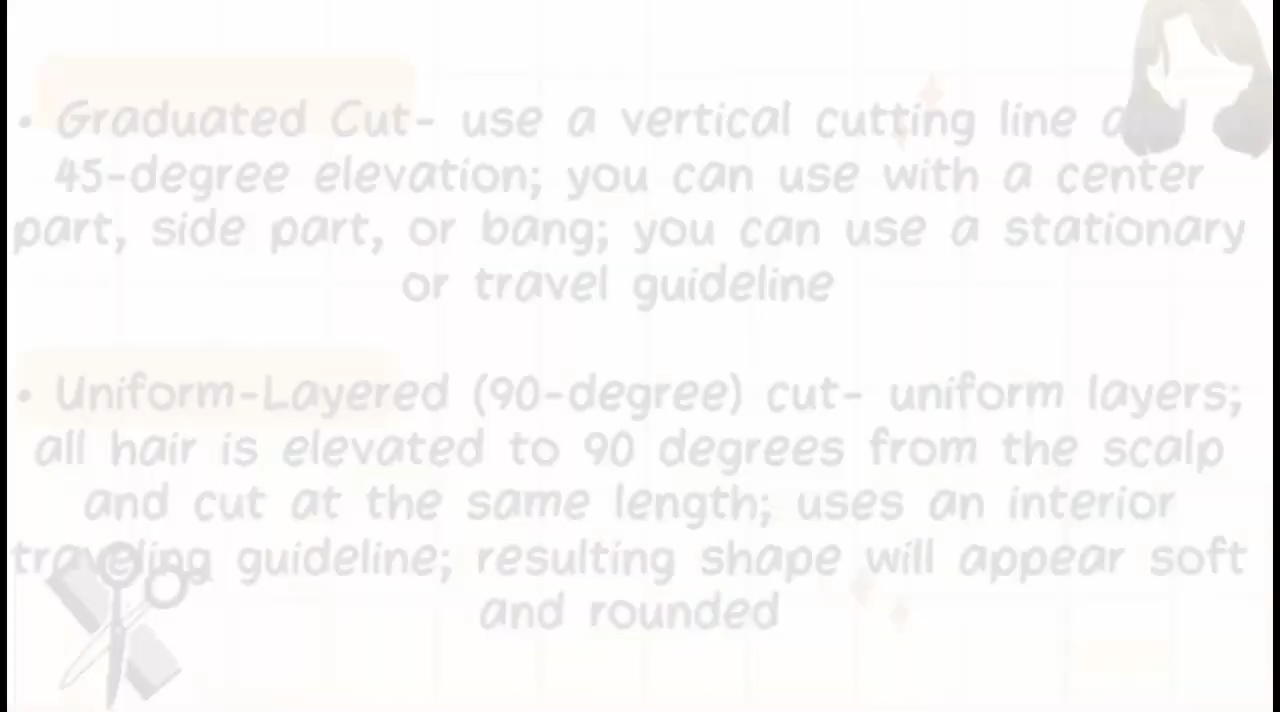 • Graduated Cut- use a vertical cutting line and
45-degree elevation; you can use with a center
part, side part, or bang; you can use a stationary
or travel guideline
• Uniform-Layered (90-degree) cut- uniform layers;
all hair is elevated to 90 degrees from the scalp
and cut at the same length; uses an interior
traveling guideline; resulting shape will appear soft
and rounded